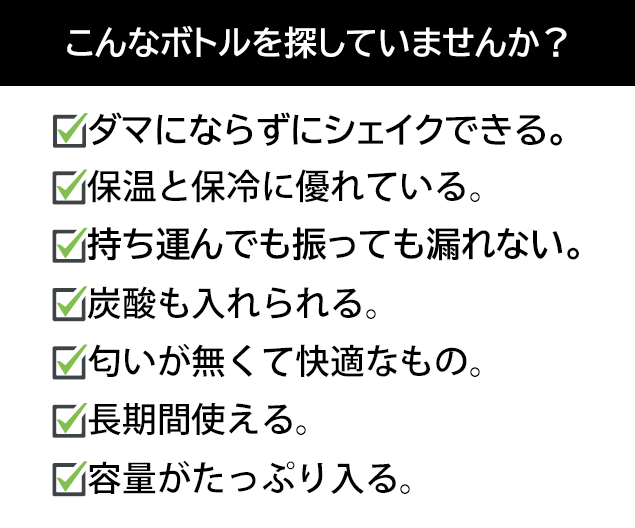 こんなボトルを探していませんか？
ダマにならずにシェイクできる。
保温と保冷に優れている。
持ち運んでも振っても漏れない。
炭酸も入れられる。
匂いが無くて快適なもの。
長期間使える。
容量がたっぷり入る。